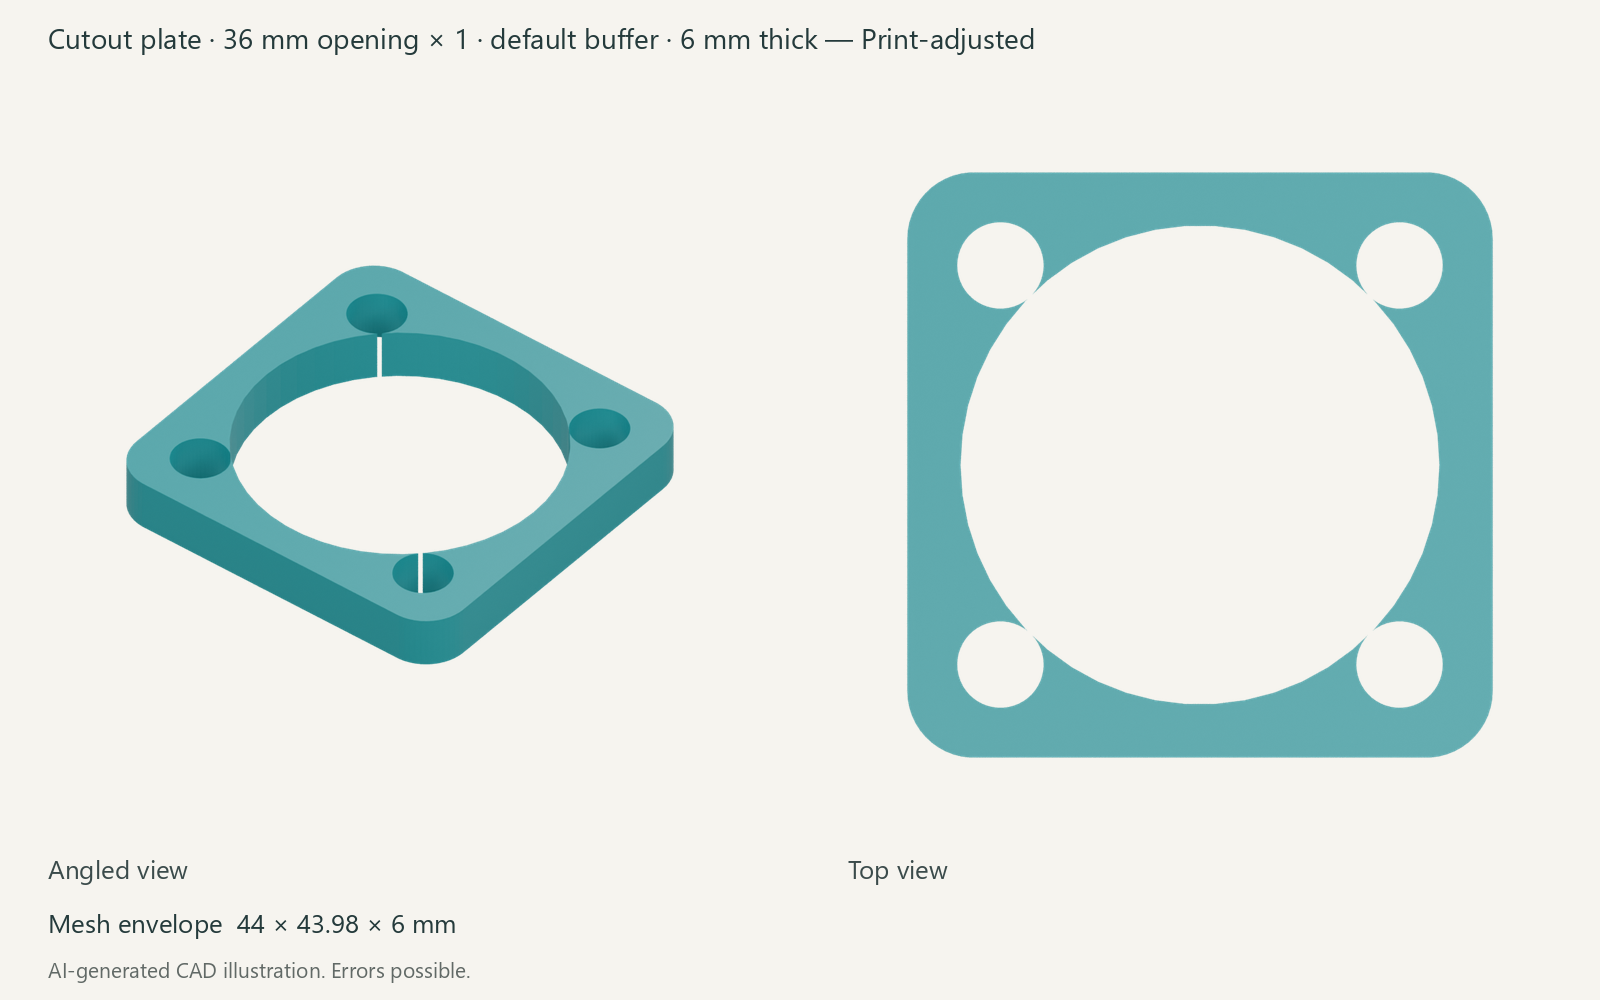 Cutout plate · 36 mm opening × 1 · default buffer · 6 mm thick — Print-adjusted
Angled view
Top view
Mesh envelope 44 × 43.98 × 6 mm
AI-generated CAD illustration. Errors possible.